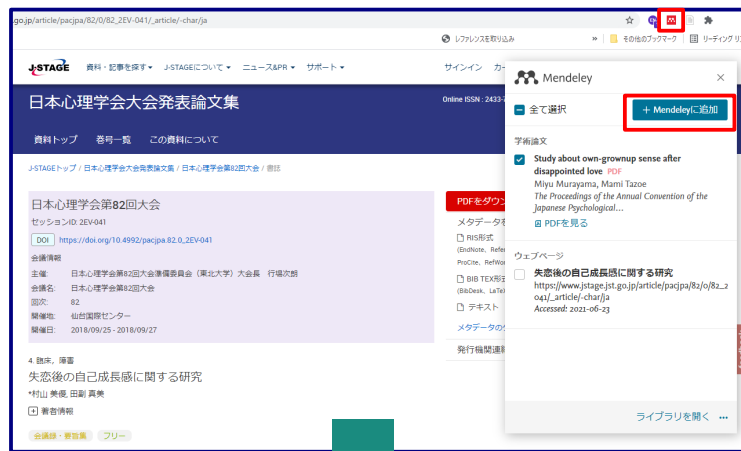 go.jp/article/pacjpa/82/0/82_2EV-041/_article/-char/ja
レファレンスを取り込み
»
その他のブックマーク
リーディング リ
J-STAGE
資料・記事を探す▾
J-STAGEについて▾
ニュース&PR▾
サポート▾
サインイン
日本心理学会大会発表論文集
Online ISSN : 2433-
資料トップ
巻号一覧
この資料について
J-STAGEトップ / 日本心理学会大会発表論文集 / 日本心理学会第82回大会 / 書誌
日本心理学会第82回大会
セッションID: 2EV-041
DOI https://doi.org/10.4992/pacjpa.82.0_2EV-041
会議情報
主催: 日本心理学会第82回大会準備委員会(東北大学)大会長 行場次朗
会議名: 日本心理学会第82回大会
回次: 82
開催地: 仙台国際センター
開催日: 2018/09/25 - 2018/09/27
4. 臨床,障害
失恋後の自己成長感に関する研究
*村山 美優, 田副 真美
著者情報
会議録・要旨集
フリー
PDFをダウン
メタデータを
RIS形式
(EndNote、Refe
ProCite、RefWo
BIB TEX形
(BibDesk、LaTe
テキスト
メタデータの
発行機関連絡
Mendeley
×
全て選択
+ Mendeleyに追加
学術論文
Study about own-grownup sense after
disappointed love PDF
Miyu Murayama, Mami Tazoe
The Proceedings of the Annual Convention of the
Japanese Psychological…
PDFを見る
ウェブページ
失恋後の自己成長感に関する研究
https://www.jstage.jst.go.jp/article/pacjpa/82/0/82_2
041/_article/-char/ja
Accessed: 2021-06-23
ライブラリを開く
…